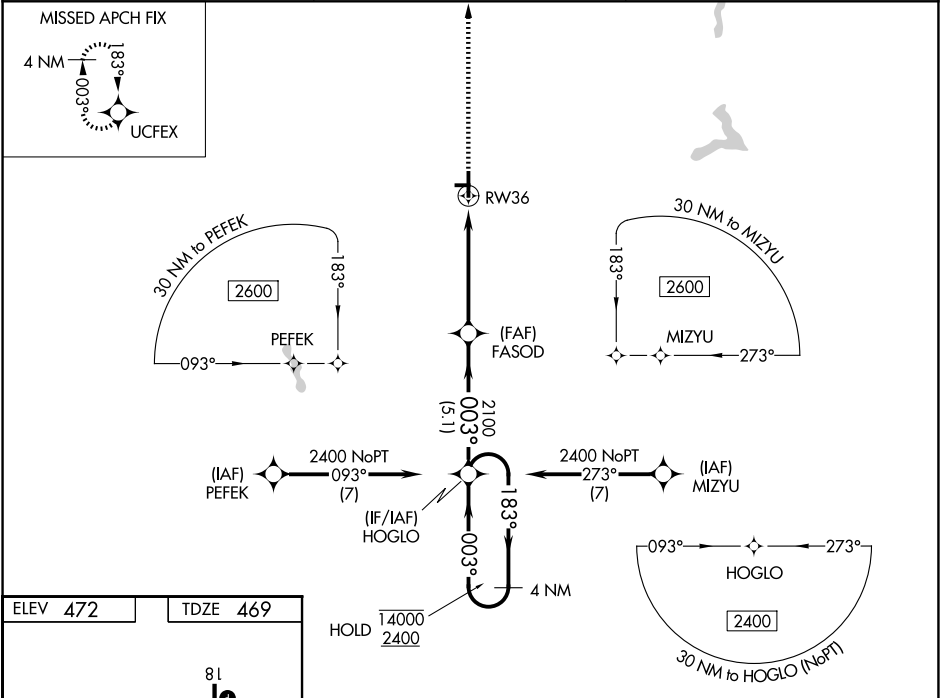 MISSED APCH FIX
4 NM
183°
003°
UCFEX
RW36
30 NM to PEFEK
183°
2600
PEFEK
093°
30 NM to MIZYU
183°
2600
MIZYU
273°
(FAF)
FASOD
2100
003°
(5.1)
2400 NoPT
093°
(7)
(IAF)
PEFEK
2400 NoPT
273°
(7)
(IAF)
MIZYU
(IF/IAF)
HOGLO
183°
003°
4 NM
HOLD 14000
2400
093°
273°
HOGLO
2400
30 NM to HOGLO (NoPT)
ELEV 472
TDZE 469
18